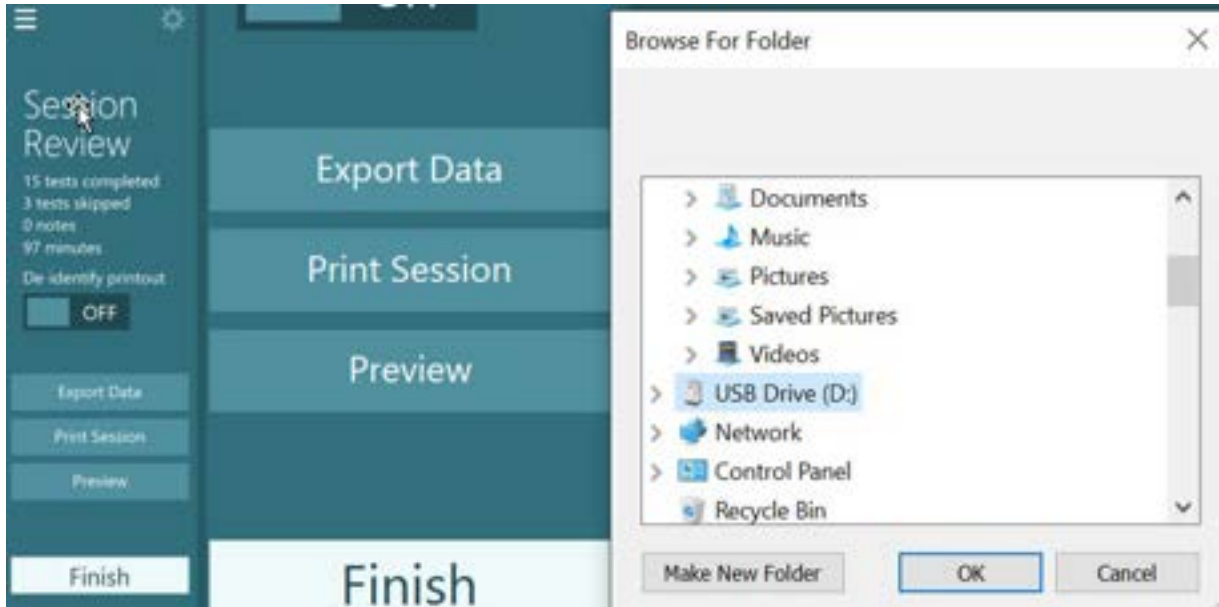 Session
Review
15 tests completed
3 tests skipped
0 notes
97 minutes
De-identify printout
OFF
Export Data
Print Session
Preview
Finish
OFF
Export Data
Print Session
Preview
Finish
Browse For Folder
Documents
Music
Pictures
Saved Pictures
Videos
USB Drive (D:)
Network
Control Panel
Recycle Bin
Make New Folder
OK
Cancel